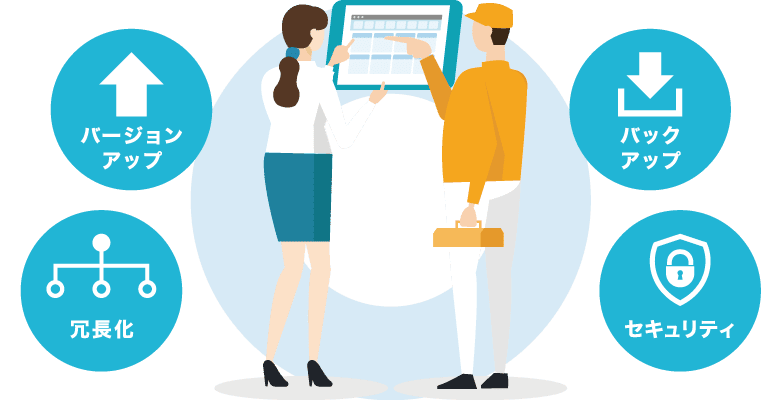 バージョン
アップ
バック
アップ
冗長化
セキュリティ